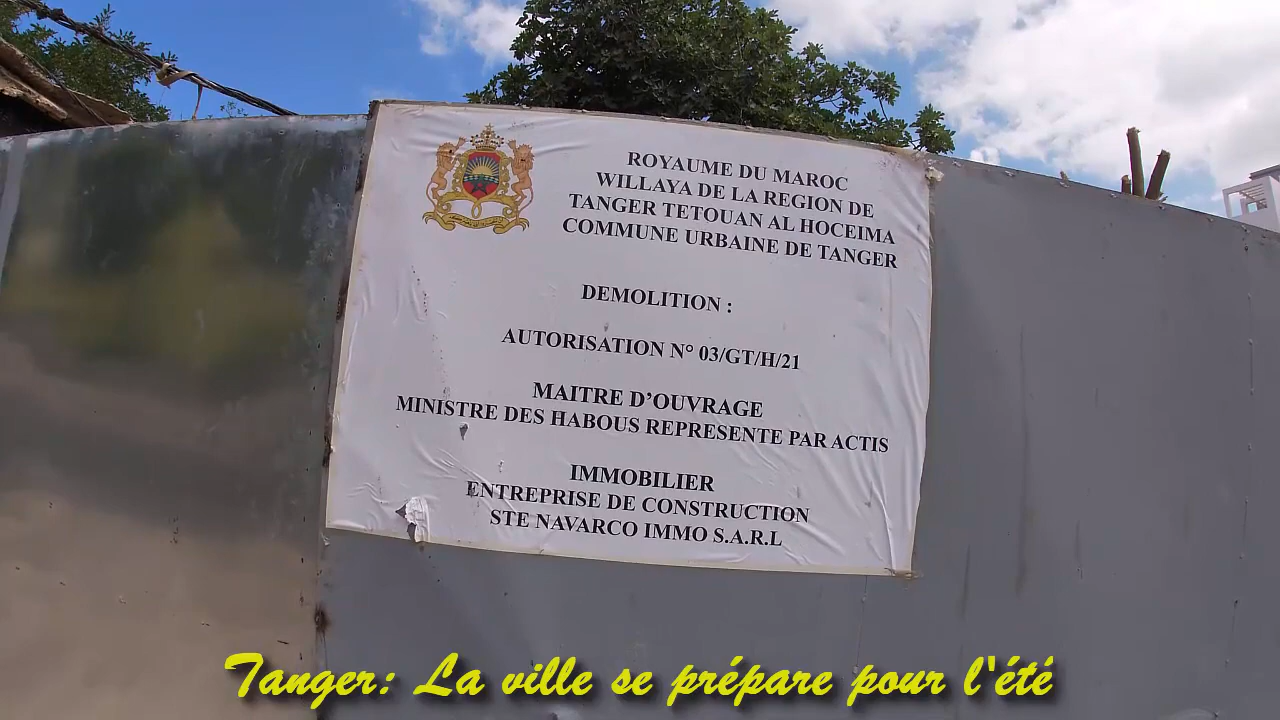 ROYAUME DU MAROC
WILLAYA DE LA REGION DE
TANGER TETOUAN AL HOCEIMA
COMMUNE URBAINE DE TANGER
DEMOLITION :
AUTORISATION N° 03/GT/H/21
MAITRE D'OUVRAGE
MINISTRE DES HABOUS REPRESENTE PAR ACTIS
IMMOBILIER
ENTREPRISE DE CONSTRUCTION
STE NAVARCO IMMO S.A.R.L
Tanger: La ville se prépare pour l'été